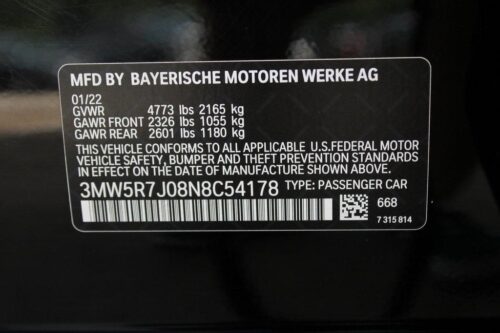 MFD BY BAYERISCHE MOTOREN WERKE AG
01/22
GVWR 4773 lbs 2165 kg
GAWR FRONT 2326 lbs 1055 kg
GAWR REAR 2601 lbs 1180 kg
THIS VEHICLE CONFORMS TO ALL APPLICABLE
U.S.FEDERAL MOTOR
VEHICLE SAFETY, BUMPER, AND THEFT PREVENTION STANDARDS
IN EFFECT ON THE DATE OF MANUFACTURE SHOWN ABOVE.
3MW5R7J08N8C54178 TYPE: PASSENGER CAR
668
7 315 814